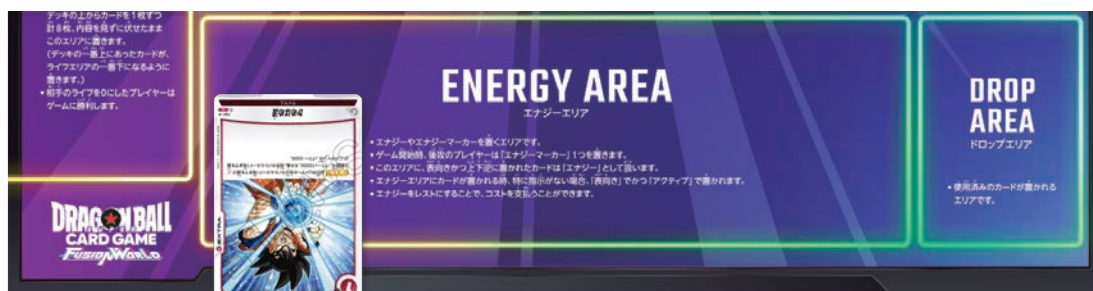 デッキの上からカードを1枚ずつ
計8枚、内容を見ずに伏せたまま
このエリアに置きます。
(デッキの一番上にあったカードが、
ライフエリアの一番下になるように
置きます。)
• 相手のライフを0にしたプレイヤーは
ゲームに勝利します。
DRAGON BALL
SUPER
CARD GAME
FUSION WORLD
かめはめ波
EXTRA
ENERGY AREA
エナジーエリア
• エナジーやエナジーマーカーを置くエリアです。
• ゲーム開始時、後攻のプレイヤーは「エナジーマーカー」1つを置きます。
• このエリアに、表向きかつ上下逆に置かれたカードは「エナジー」として扱います。
• エナジーエリアにカードが置かれる時、特に指示がない場合、「表向き」でかつ「アクティブ」で置かれます。
• エナジーをレストにすることで、コストを支払うことができます。
DROP
AREA
ドロップエリア
• 使用済みのカードが置かれる
エリアです。